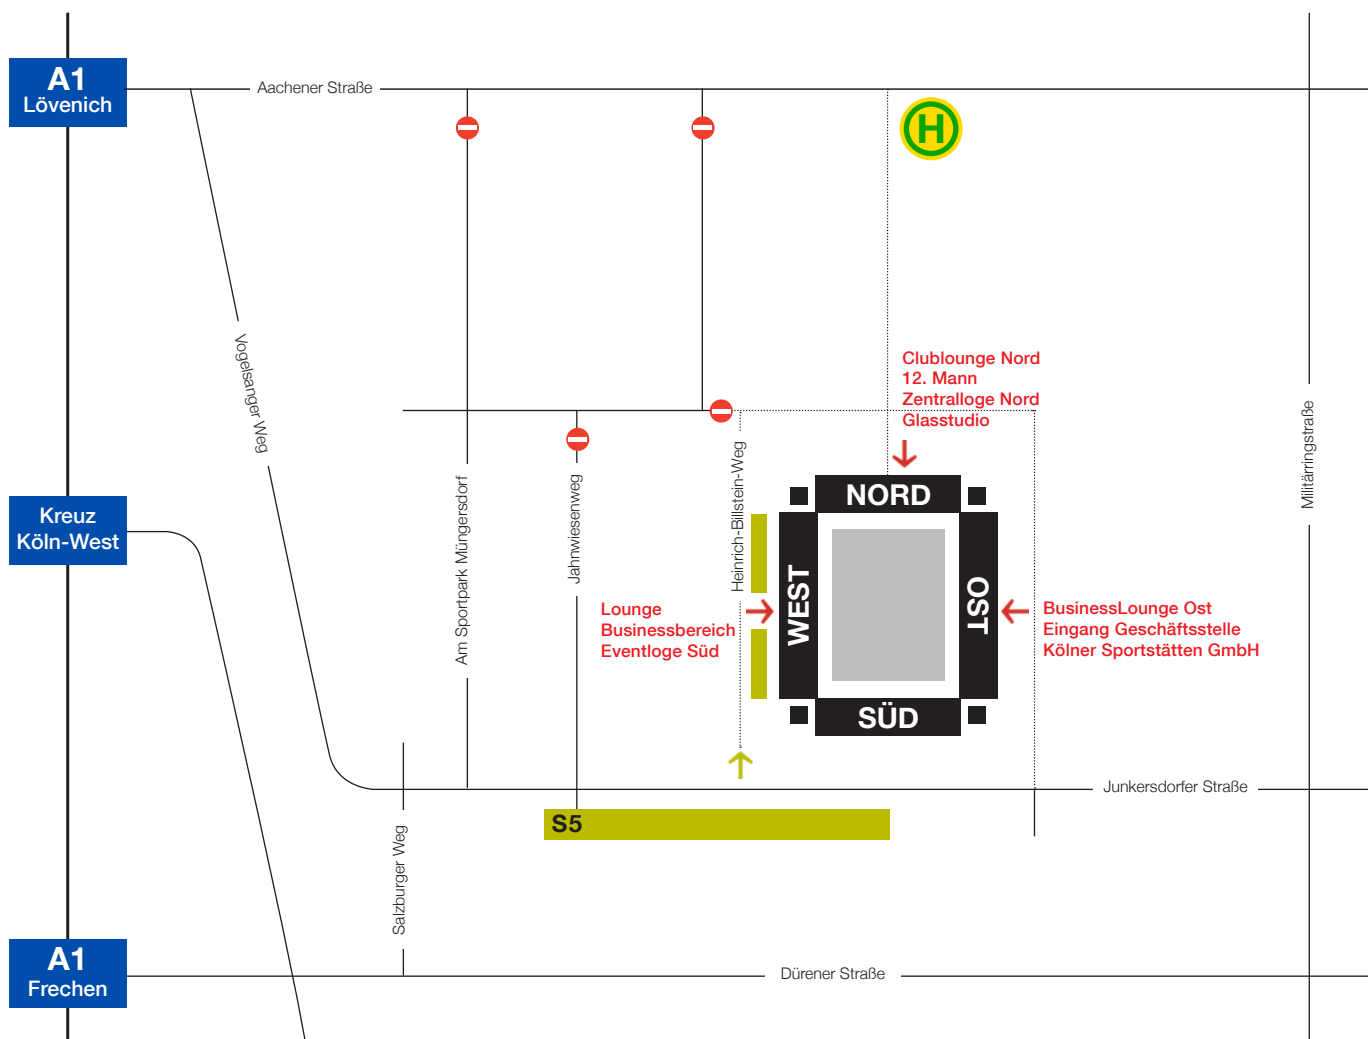 A1
Lövenich
Aachener Straße
H
Vogelsanger Weg
Clublounge Nord
12. Mann
Zentralloge Nord
Glasstudio
Militärringstraße
Kreuz
Köln-West
Am Sportpark Müngersdorf
Jahnwiesenweg
Heinrich-Billstein-Weg
NORD
WEST
OST
SÜD
Lounge
Businessbereich
Eventloge Süd
BusinessLounge Ost
Eingang Geschäftsstelle
Kölner Sportstätten GmbH
Junkersdorfer Straße
S5
Salzburger Weg
A1
Frechen
Dürener Straße